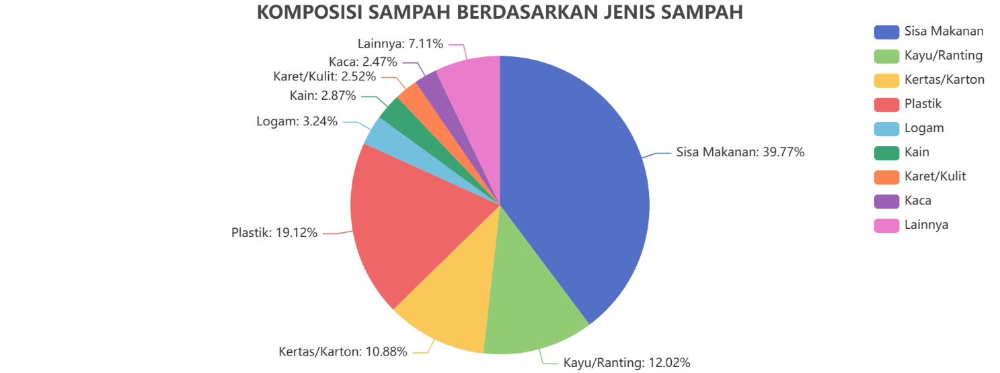 KOMPOSISI SAMPAH BERDASARKAN JENIS SAMPAH
Lainnya: 7.11%
Kaca: 2.47%
Karet/Kulit: 2.52%
Kain: 2.87%
Logam: 3.24%
Sisa Makanan: 39.77%
Plastik: 19.12%
Kertas/Karton: 10.88%
Kayu/Ranting: 12.02%
Sisa Makanan
Kayu/Ranting
Kertas/Karton
Plastik
Logam
Kain
Karet/Kulit
Kaca
Lainnya